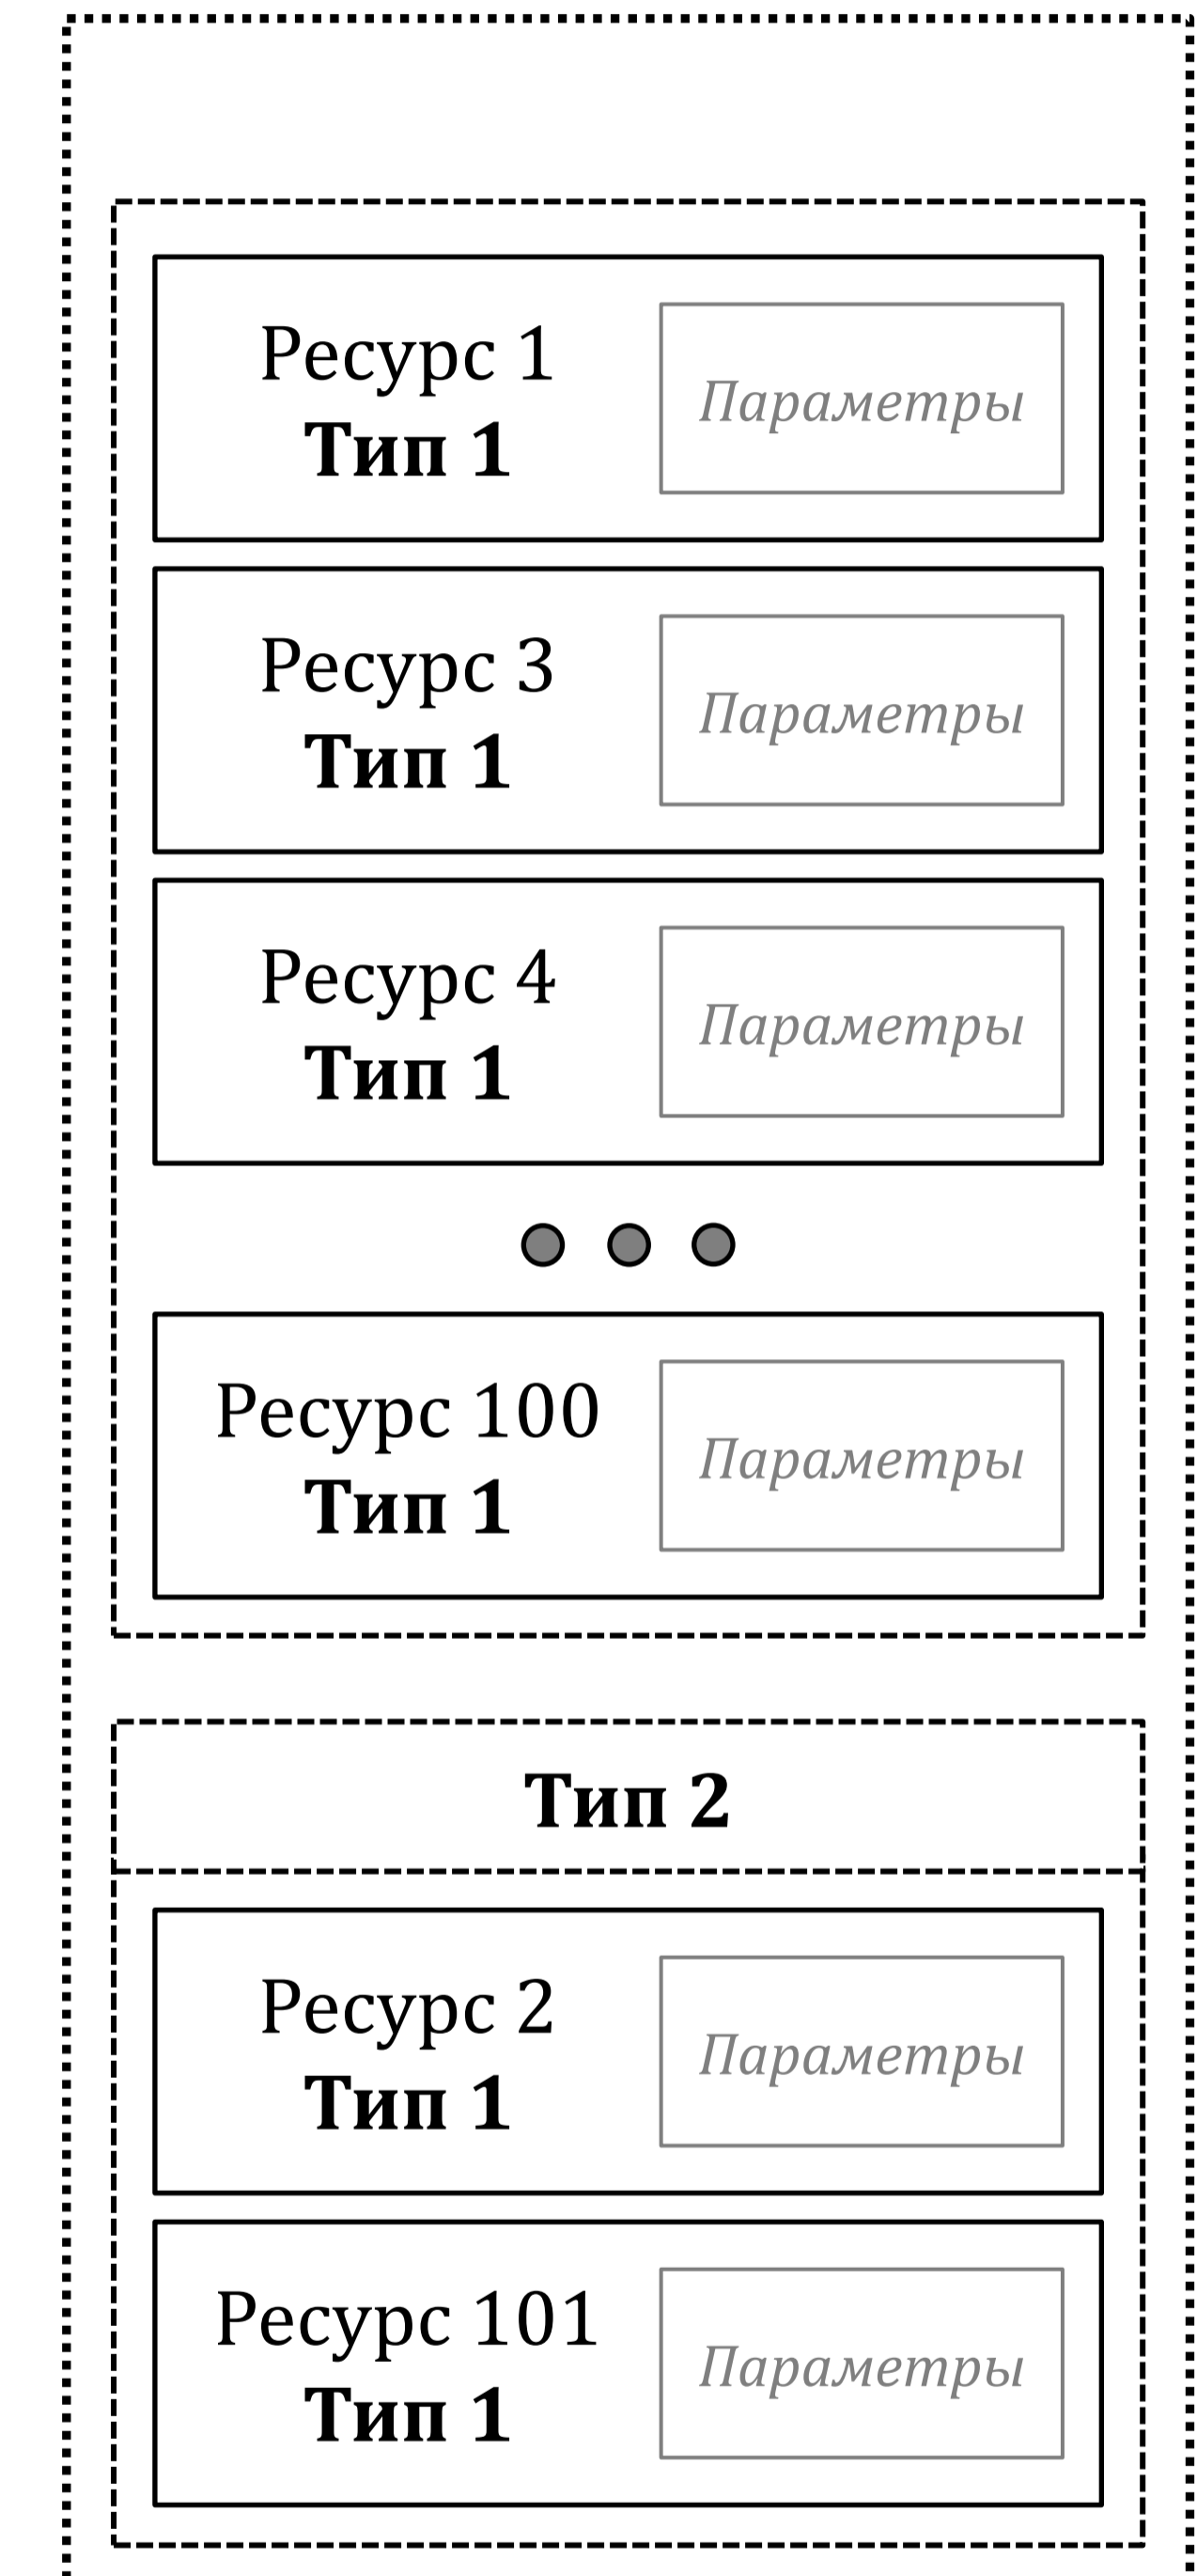 Ресурс 1
Тип 1
Параметры
Ресурс 3
Тип 1
Параметры
Ресурс 4
Тип 1
Параметры
Ресурс 100
Тип 1
Параметры
Тип 2
Ресурс 2
Тип 1
Параметры
Ресурс 101
Тип 1
Параметры